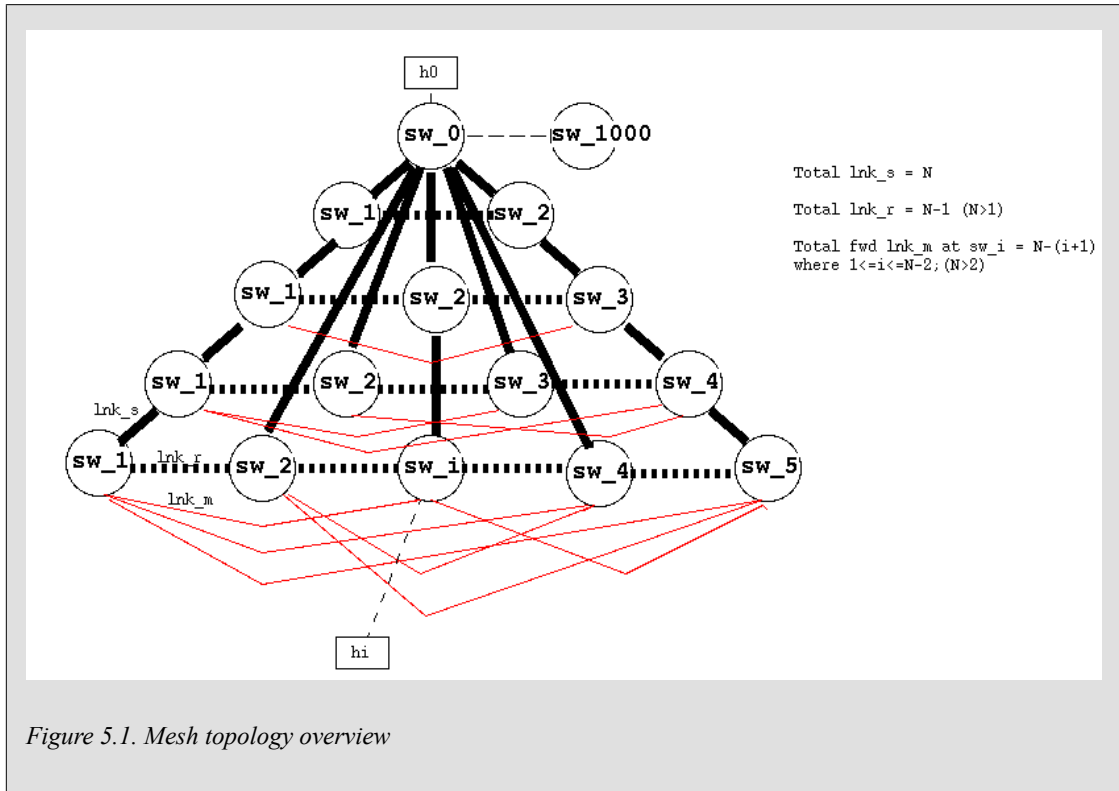 h0
sw_0 sw_1000
Total lnk_s = N
sw_1 sw_2
Total lnk_r = N-1 (N>1)
Total fwd lnk_m at sw_i = N-(i+1)
where 1<=i<=N-2;(N>2)
sw_1 sw_2 sw_3
sw_1 sw_2 sw_3 sw_4
lnk_s
sw_1 lnk_r sw_2 sw_i sw_4 sw_5
lnk_m
hi
Figure 5.1. Mesh topology overview